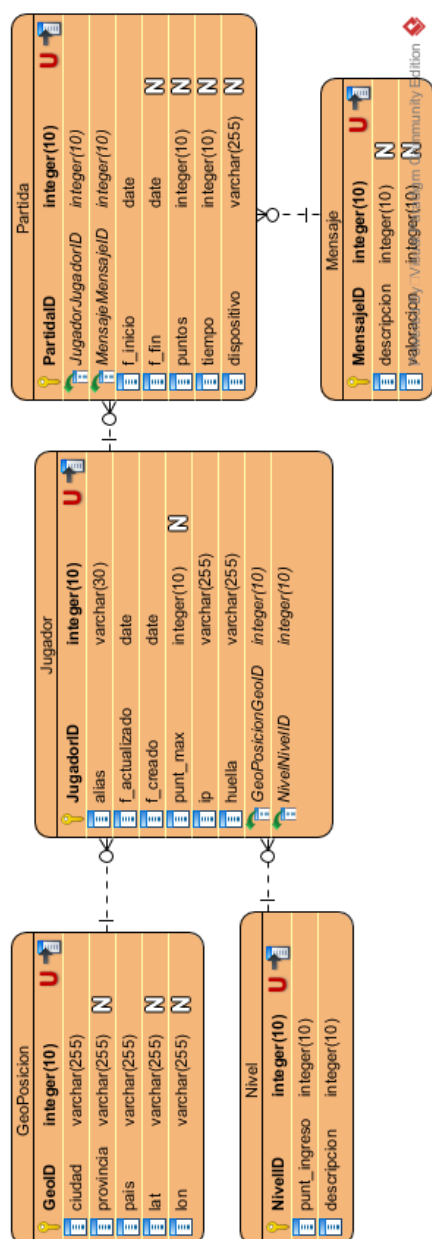 GeoPosicion
GeoID integer(10) U
ciudad varchar(255)
provincia varchar(255) N
pais varchar(255)
lat varchar(255) N
lon varchar(255) N
Nivel
NivelID integer(10) U
punt_ingreso integer(10)
descripcion integer(10)
Jugador
JugadorID integer(10) U
alias varchar(30)
f_actualizado date
f_creado date
punt_max integer(10) N
ip varchar(255)
huella varchar(255)
GeoPosicionGeoID integer(10)
NivelNivelID integer(10)
Partida
PartidaID integer(10) U
JugadorJugadorID integer(10)
MensajeMensajeID integer(10)
f_inicio date
f_fin date N
puntos integer(10) N
tiempo integer(10) N
dispositivo varchar(255) N
Mensaje
MensajeID integer(10) U
descripcion integer(10) N
valoracion integer(10) N
Community Edition